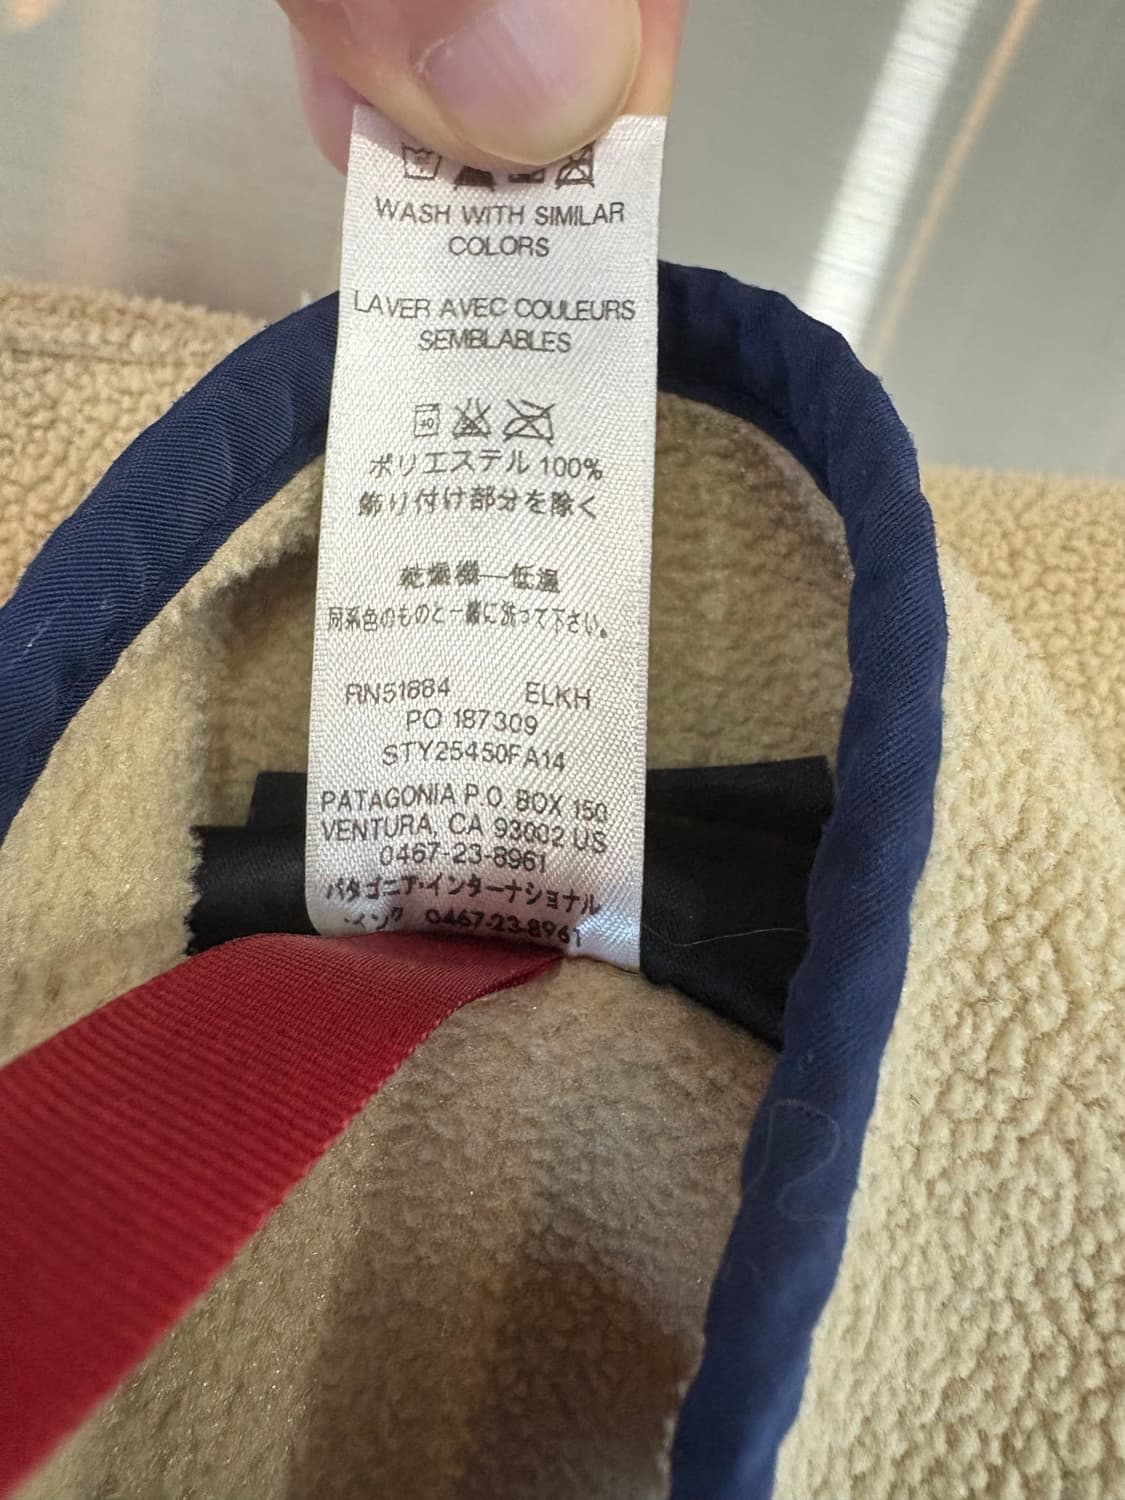 WASH WITH SIMILAR
COLORS
LAVER AVEC COULEURS
SEMBLABLES
40
ポリエステル 100%
飾り付け部分を除く
乾燥機—低温
同系色のものと一緒に洗って下さい。
RN51884 ELKH
PO 187309
STY25450FA14
PATAGONIA P.O. BOX 150
VENTURA, CA 93002 US
0467-23-8961
パタゴニア・インターナショナル
・インク 0467-23-8961